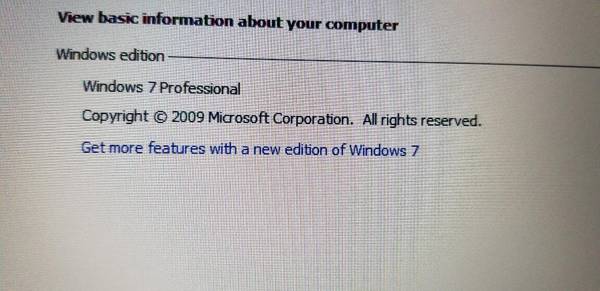 View basic information about your computer
Windows edition
Windows 7 Professional
Copyright © 2009 Microsoft Corporation. All rights reserved.
Get more features with a new edition of Windows 7